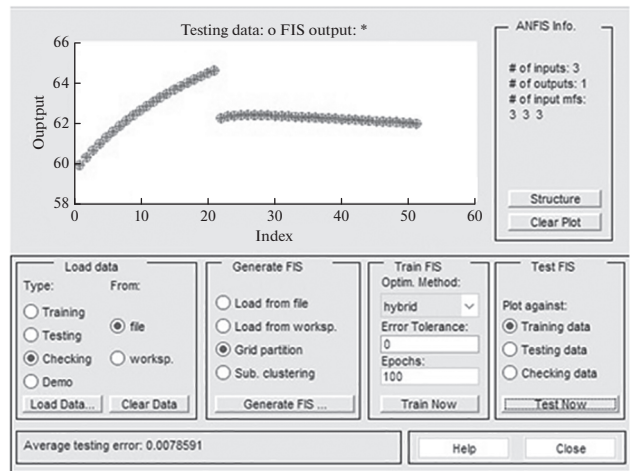 Testing data: o FIS output: *
66
64
62
60
58
Ouptput
0
10
20
30
40
50
60
Index
ANFIS Info.
# of inputs: 3
# of outputs: 1
# of input mfs:
3 3 3
Structure
Clear Plot
Load data
Type:
From:
Training
Testing
Checking
Demo
file
worksp.
Load Data...
Clear Data
Generate FIS
Load from file
Load from worksp.
Grid partition
Sub. clustering
Generate FIS ...
Train FIS
Optim. Method:
hybrid
Error Tolerance:
0
Epochs:
100
Train Now
Test FIS
Plot against:
Training data
Testing data
Checking data
Test Now
Average testing error: 0.0078591
Help
Close